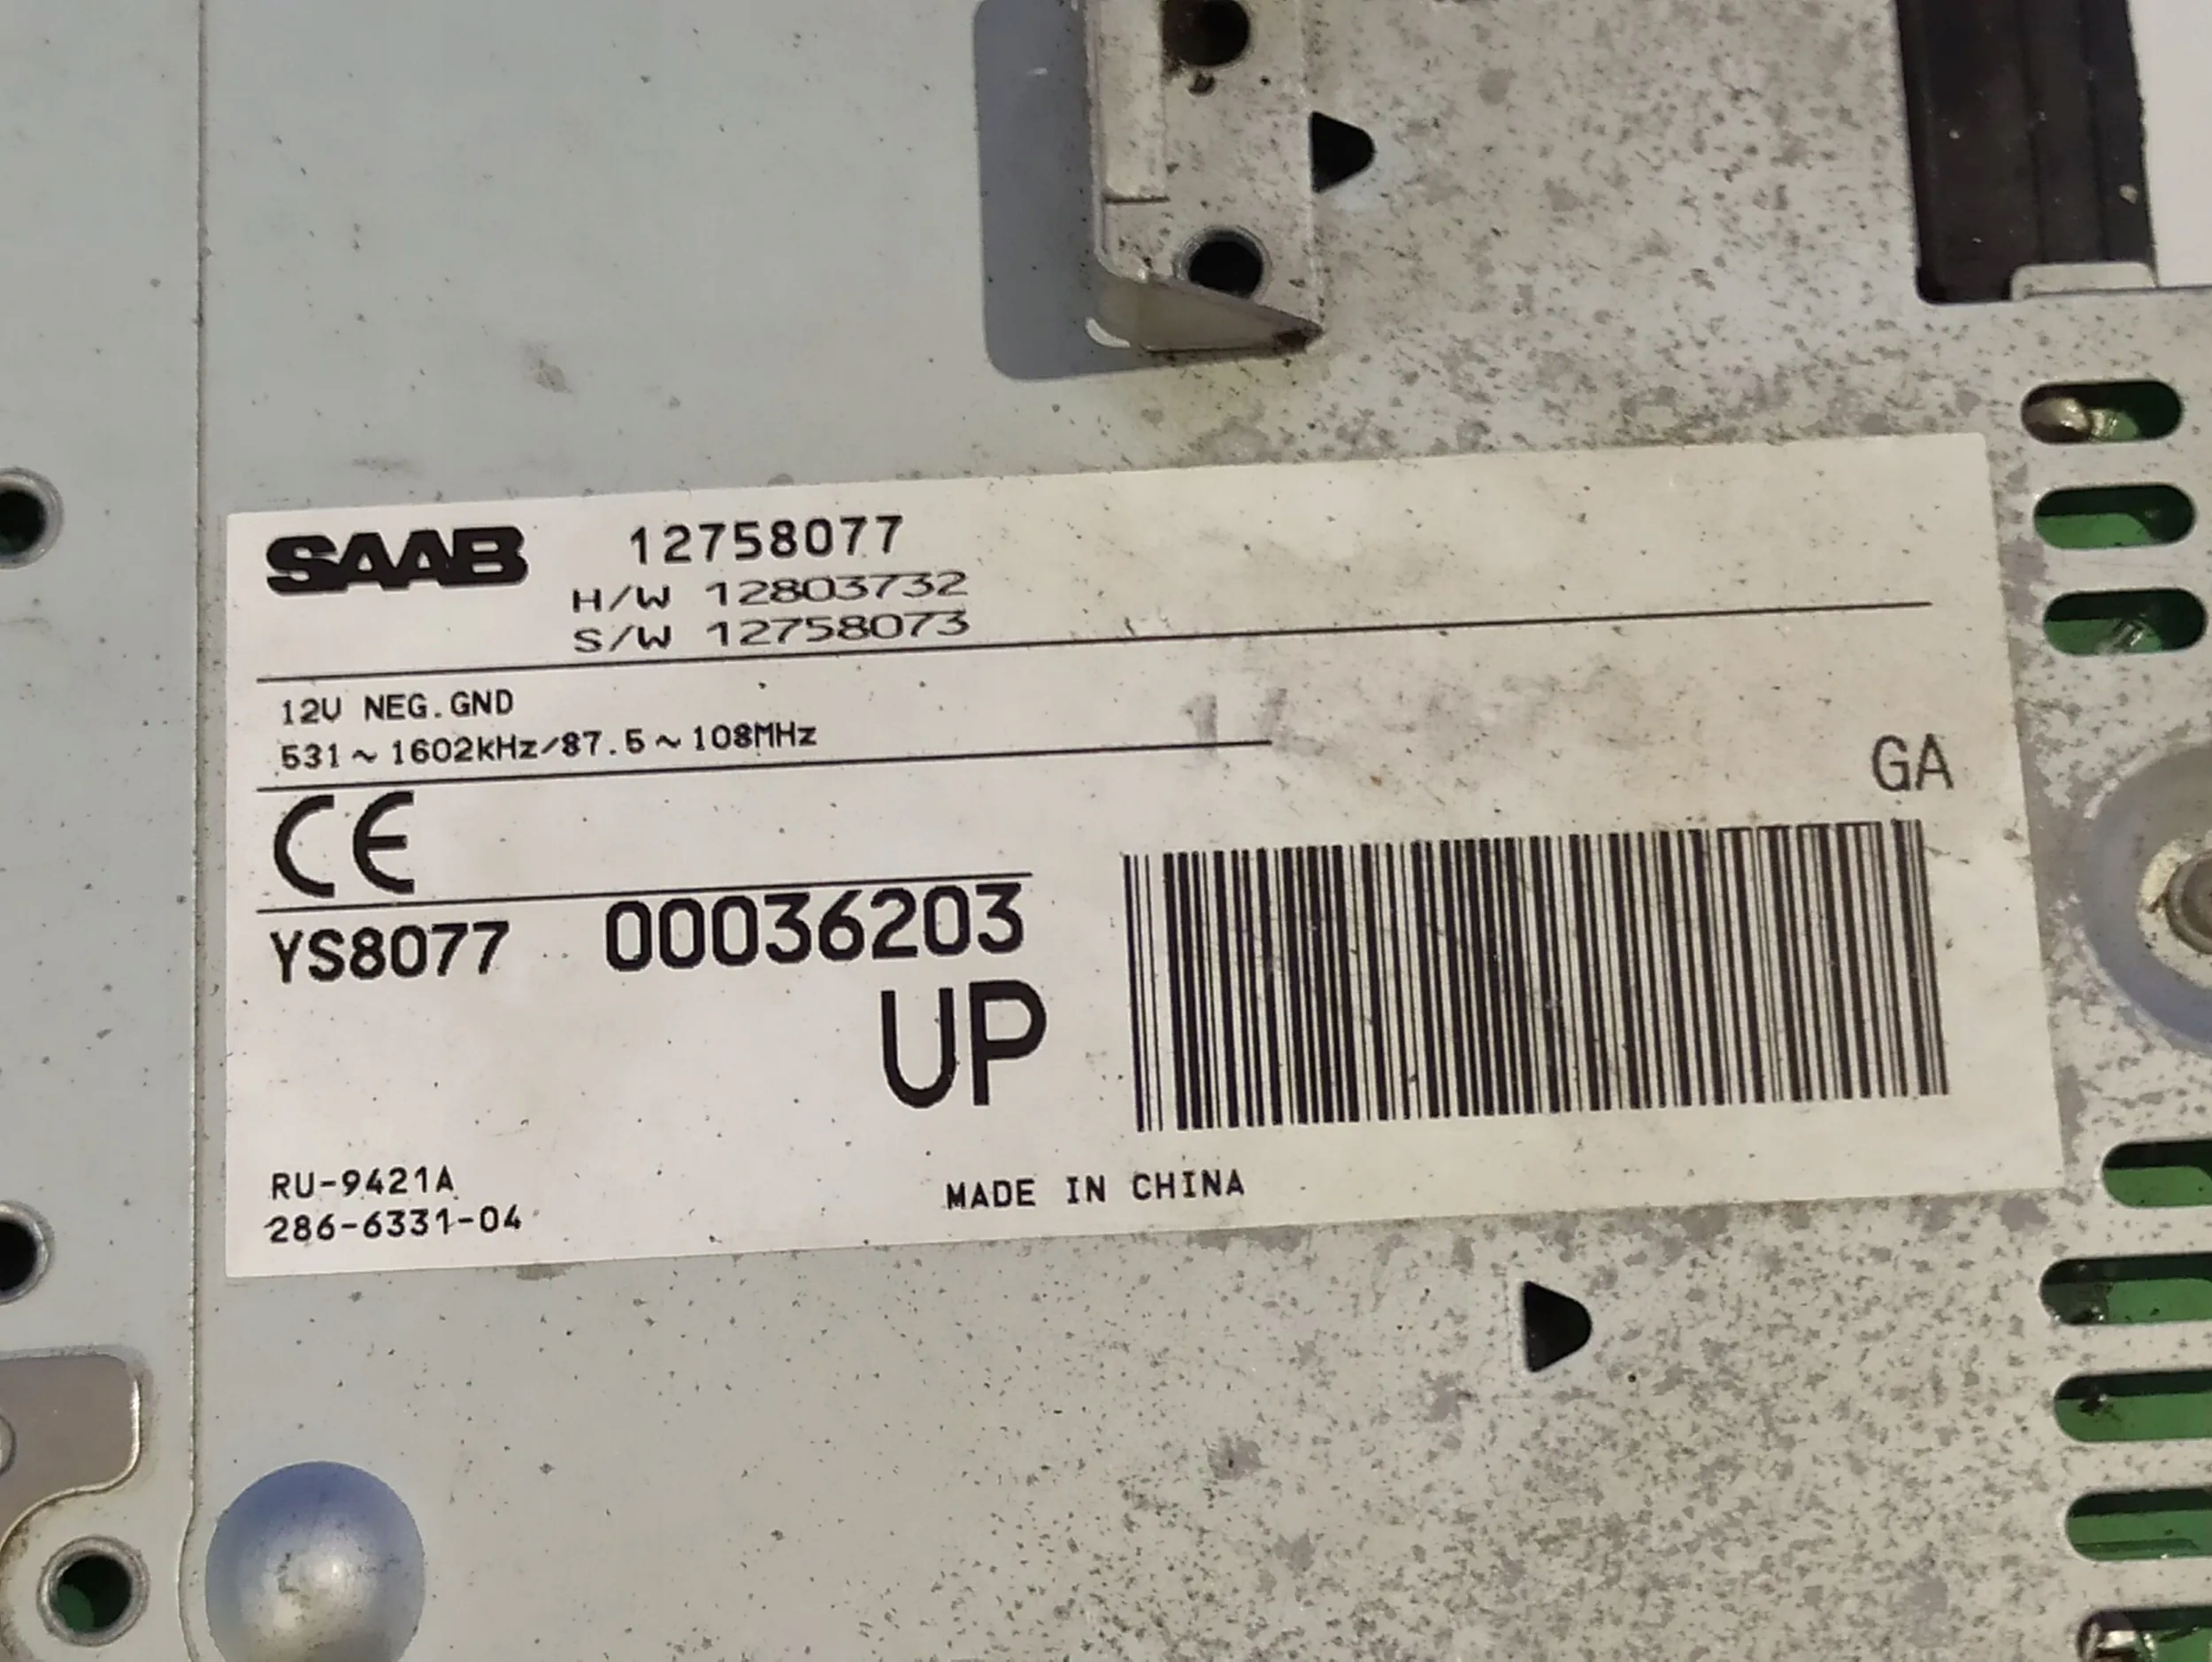 SAAB 12758077
H/W 12803732
S/W 12758073
12V NEG.GND
531~1602kHz/87.5~108MHz
GA
CE
YS8077 00036203
UP
RU-9421A
286-6331-04
MADE IN CHINA